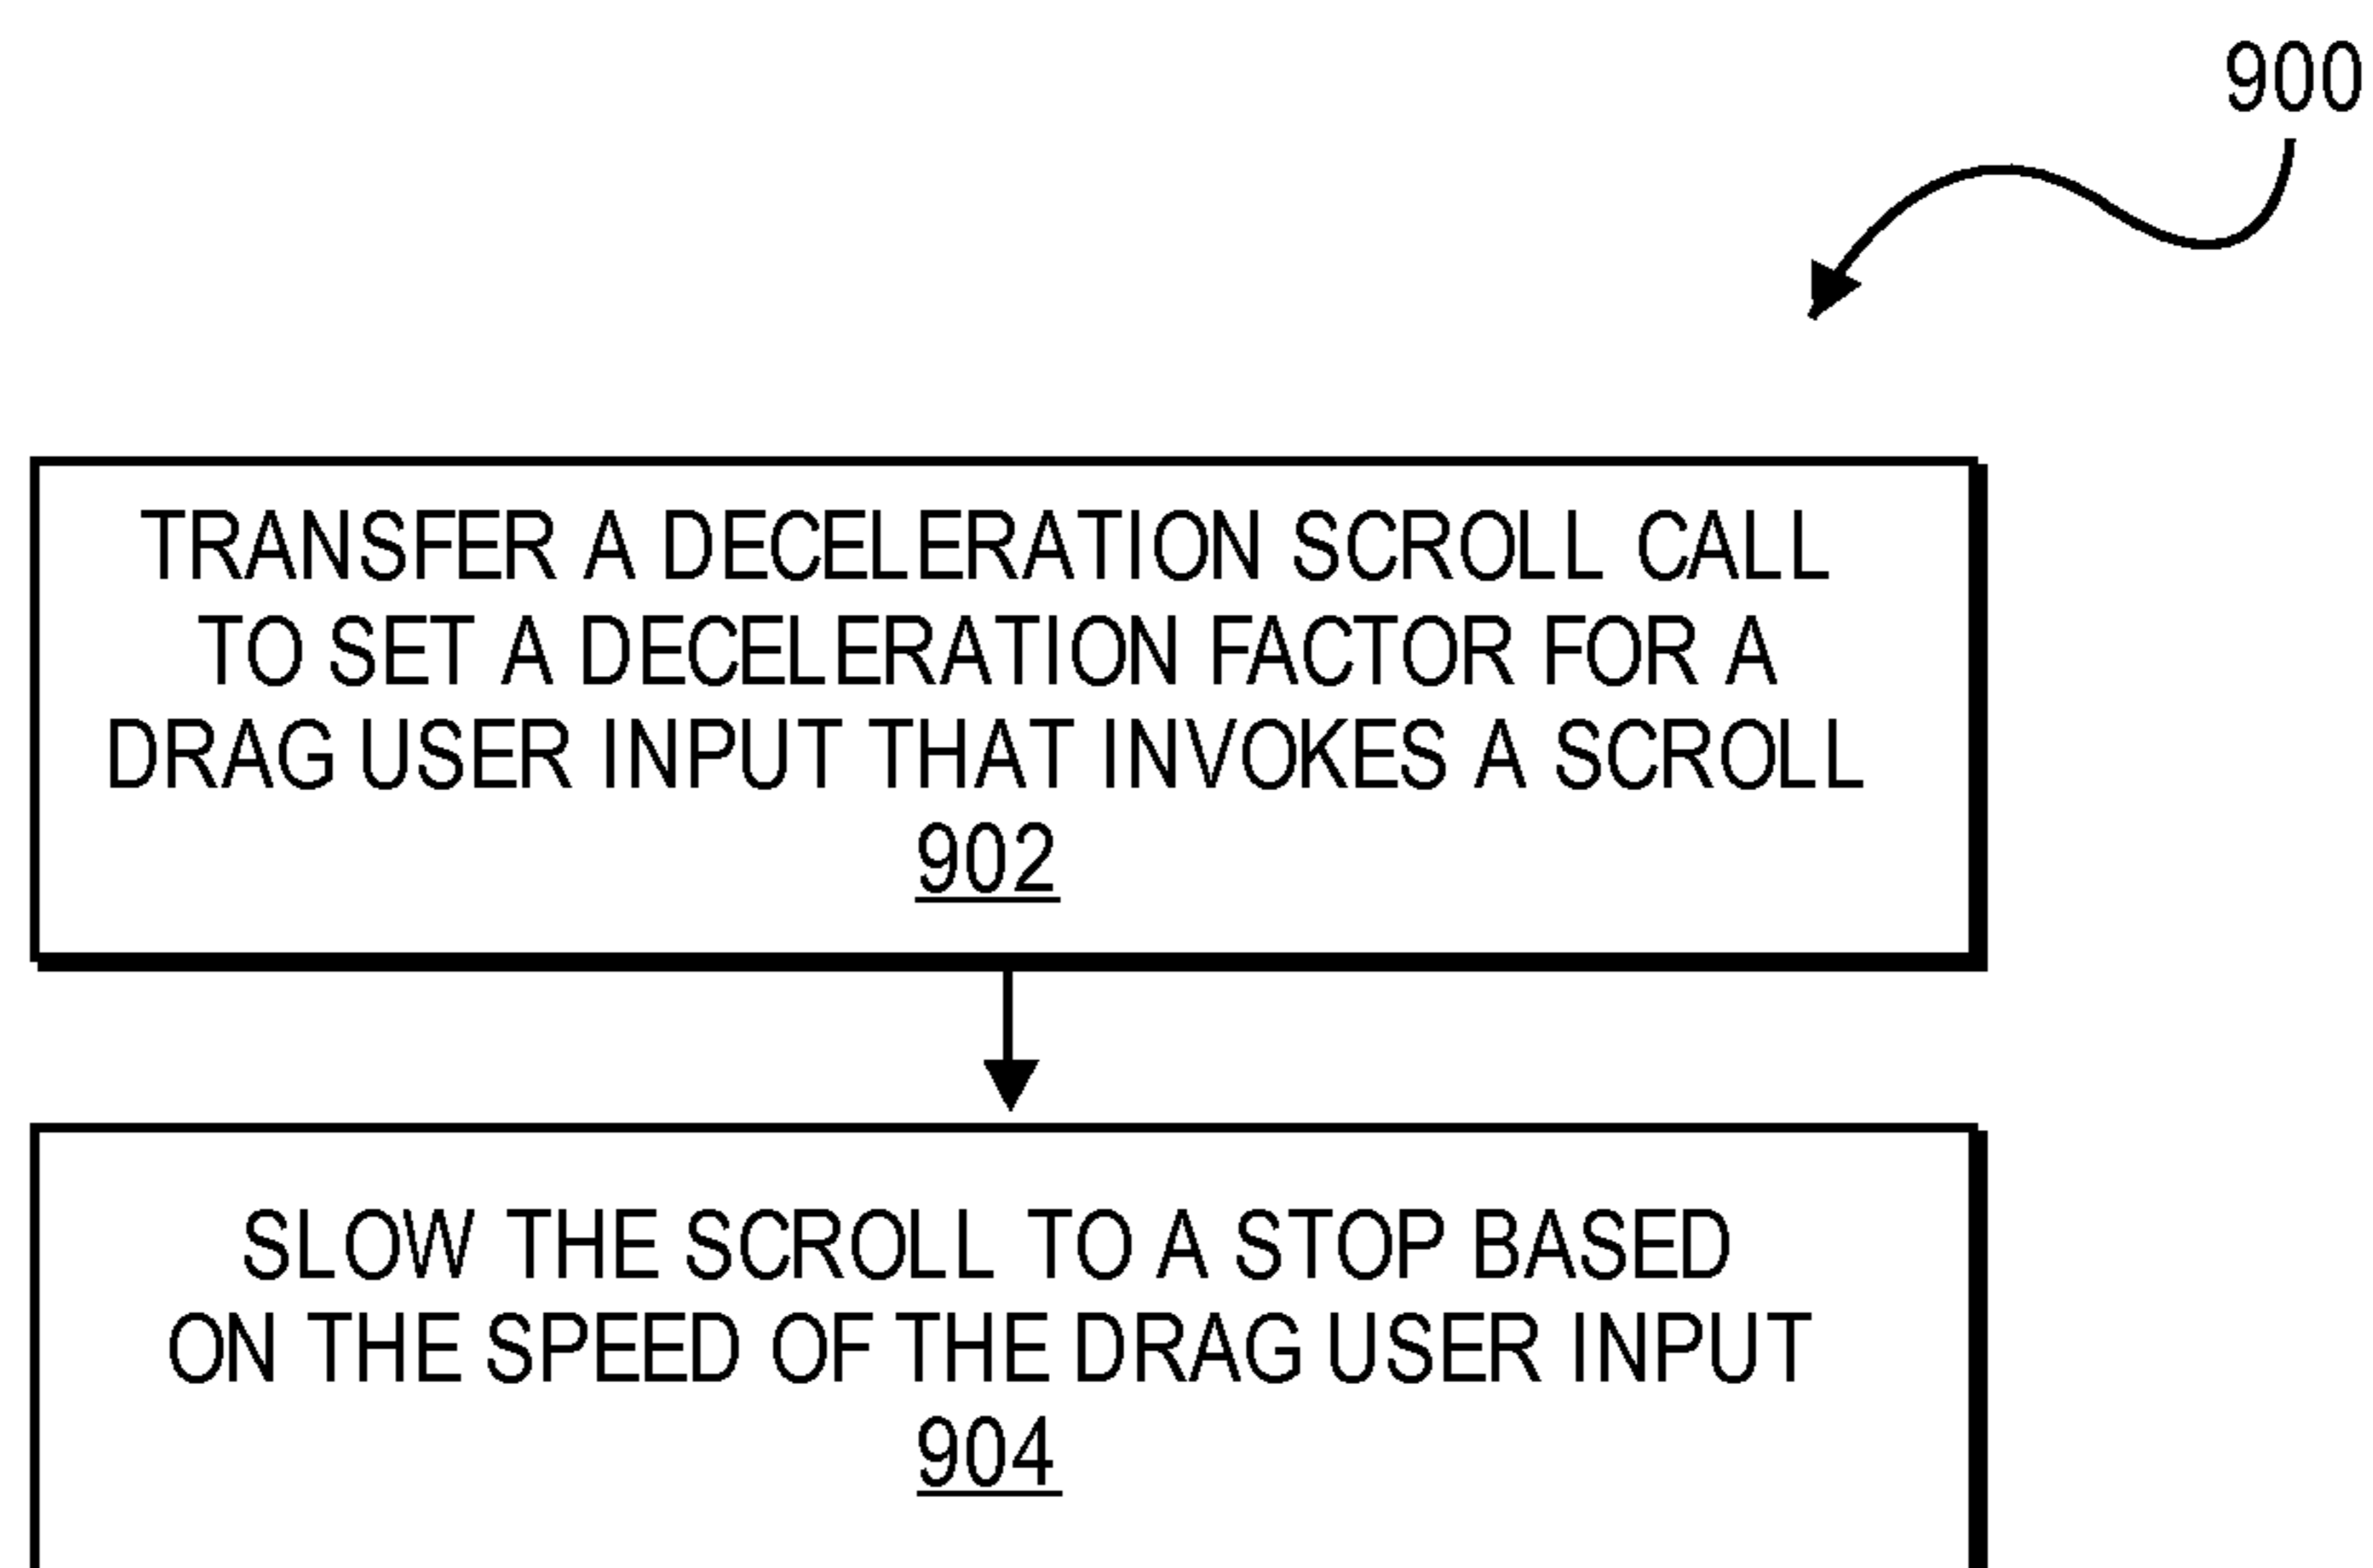 900
TRANSFER A DECELERATION SCROLL CALL
TO SET A DECELERATION FACTOR FOR A
DRAG USER INPUT THAT INVOKES A SCROLL
902
SLOW THE SCROLL TO A STOP BASED
ON THE SPEED OF THE DRAG USER INPUT
904